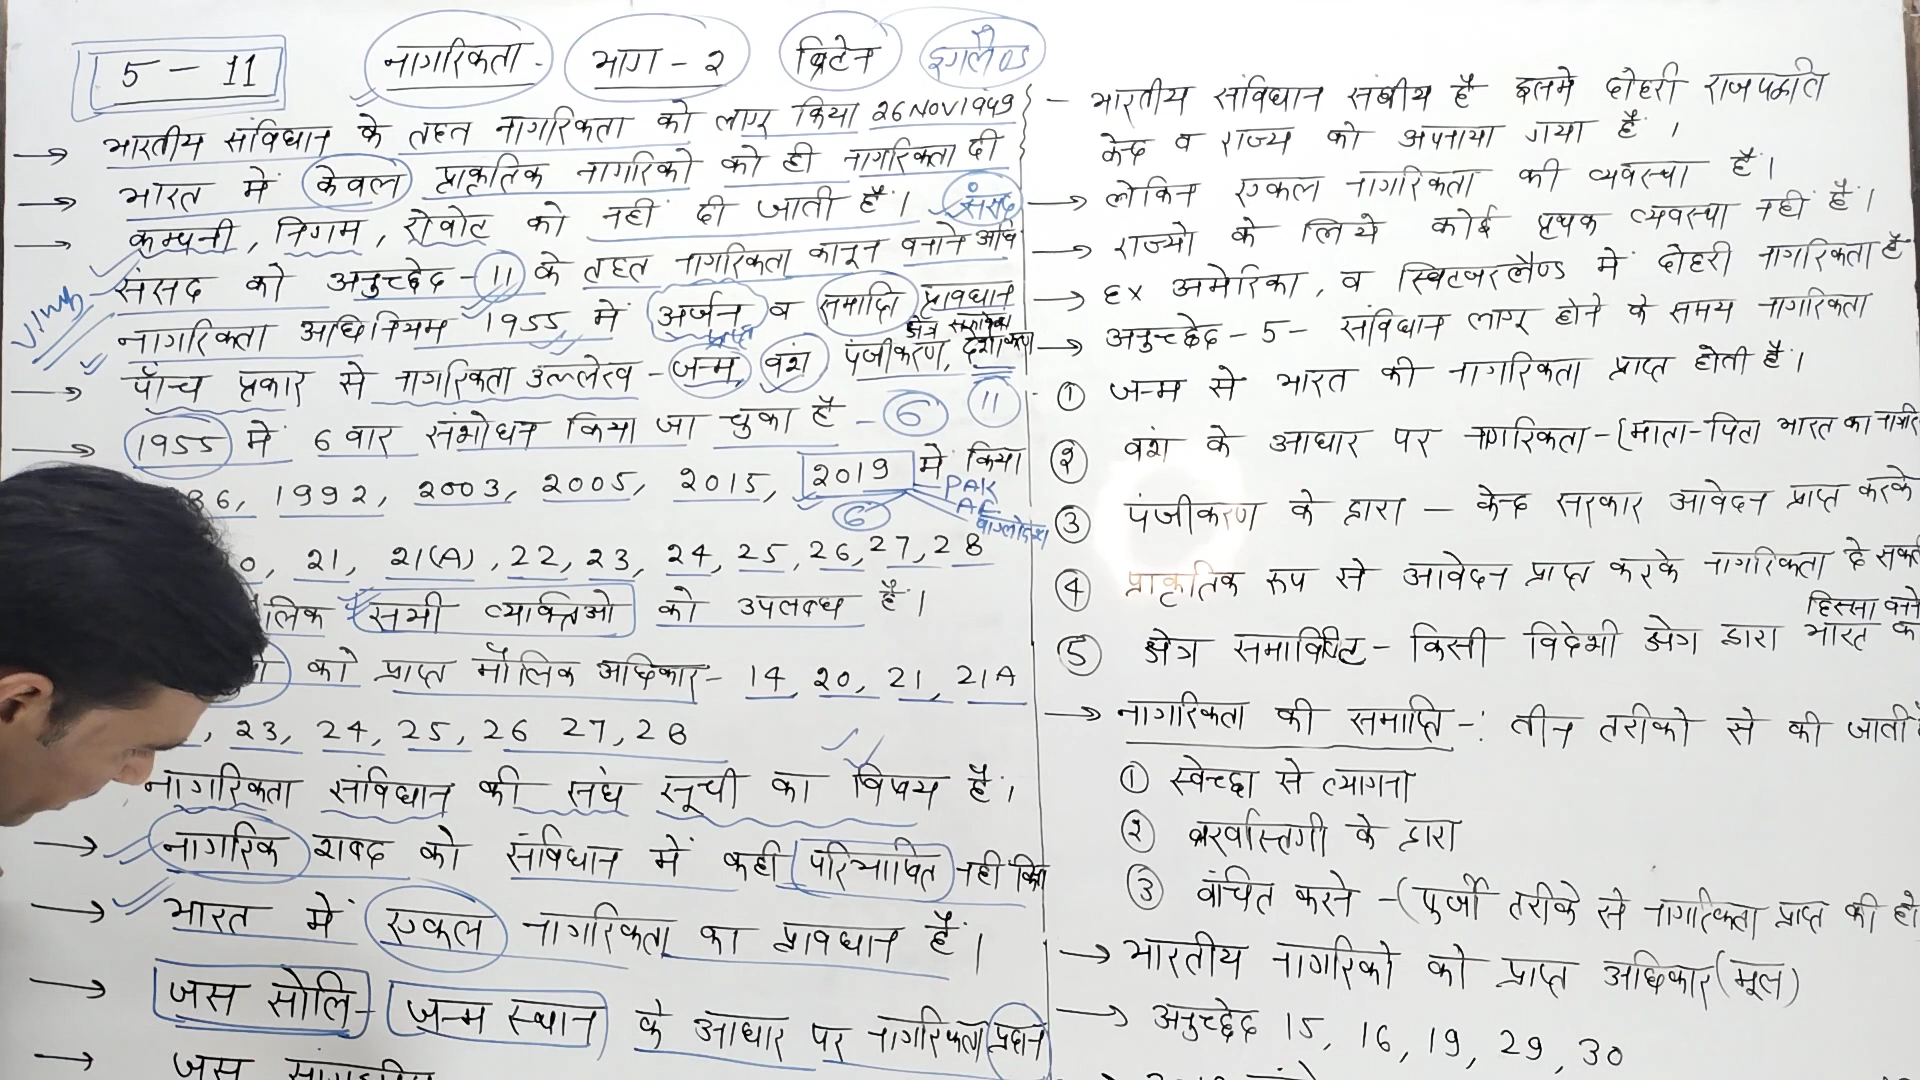 5 - 11 नागरिकता - भाग - २ ब्रिटेन इंग्लैण्ड
→ भारतीय संविधान के तहत नागरिकता को लागू किया 26 NOV 1949
→ भारत में केवल प्राकृतिक नागरिको को ही नागरिकता दी
→ कम्पनी, निगम, रोवोट को नही दी जाती है। संसद
संसद को अनुच्छेद - 11 के तहत नागरिकता कानून वनाने अधि
नागरिकता अधिनियम 1955 में अर्जन व समाप्ति प्रावधान
→ पाँच प्रकार से नागरिकता उल्लेख - जन्म, वंश पंजीकरण,
→ 1955 में 6 वार संशोधन किया जा चुका है - 6 11
86, 1992, 2003, 2005, 2015, 2019 में किया
6 PAK
AF
बांग्लादेश
0, 21, 21(A), 22, 23, 24, 25, 26, 27, 28
लिक सभी व्यक्तिओ को उपलब्ध है।
को प्राप्त मौलिक अधिकार - 14, 20, 21, 21A
, 23, 24, 25, 26 27, 28
नागरिकता संविधान की संघ सूची का विषय है।
→ नागरिक शब्द को संविधान में कही परिभाषित नही किया
→ भारत में एकल नागरिकता का प्रावधान है।
→ जस सोलि - जन्म स्थान के आधार पर नागरिकता प्रदान
→ जस
- भारतीय संविधान संघीय है इसमे दोहरी राजपद्धति
केन्द्र व राज्य को अपनाया गया है।
→ लेकिन एकल नागरिकता की व्यवस्था है।
→ राज्यो के लिये कोई पृथक व्यवस्था नही है।
→ EX अमेरिका, व स्विटजरलैण्ड में दोहरी नागरिकता है
→ अनुच्छेद - 5 - संविधान लागू होने के समय नागरिकता
① जन्म से भारत की नागरिकता प्राप्त होती है।
② वंश के आधार पर नागरिकता - (माता-पिता भारत का नागरि
③ पंजीकरण के द्वारा - केन्द्र सरकार आवेदन प्राप्त करके
④ प्राकृतिक रूप से आवेदन प्राप्त करके नागरिकता दे सकत
हिस्सा वनने
⑤ क्षेत्र समाविष्टि - किसी विदेशी क्षेत्र द्वारा भारत का
→ नागरिकता की समाप्ति -: तीन तरीको से की जाती है
① स्वेच्छा से त्यागना
② बरर्वास्तगी के द्वारा
③ वंचित करने - (फर्जी तरीके से नागरिकता प्राप्त की हो
→ भारतीय नागरिको को प्राप्त अधिकार (मूल)
→ अनुच्छेद 15, 16, 19, 29, 30